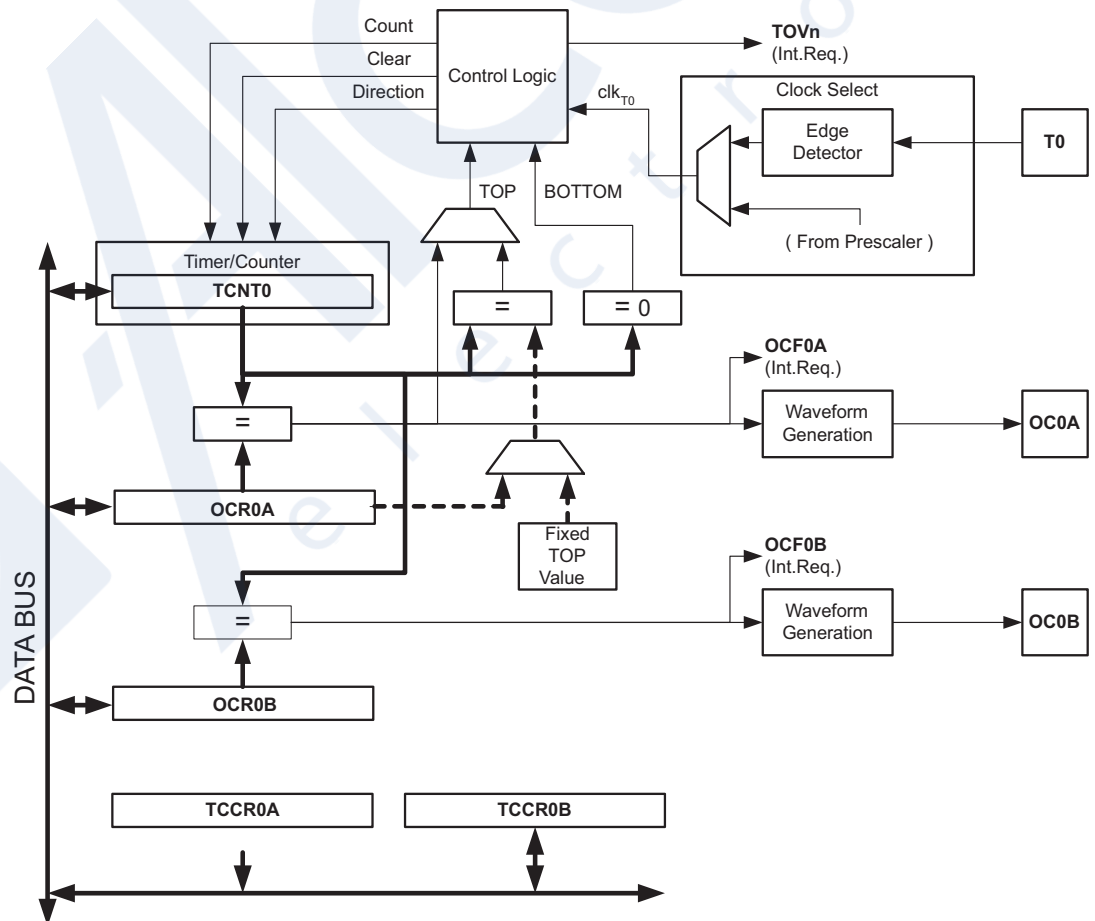 Count
Clear
Direction
Control Logic
TOVn
(Int.Req.)
clkT0
Clock Select
Edge
Detector
T0
( From Prescaler )
TOP
BOTTOM
Timer/Counter
TCNT0
=
= 0
OCF0A
(Int.Req.)
=
Waveform
Generation
OC0A
OCR0A
Fixed
TOP
Value
OCF0B
(Int.Req.)
=
Waveform
Generation
OC0B
OCR0B
DATA BUS
TCCR0A
TCCR0B